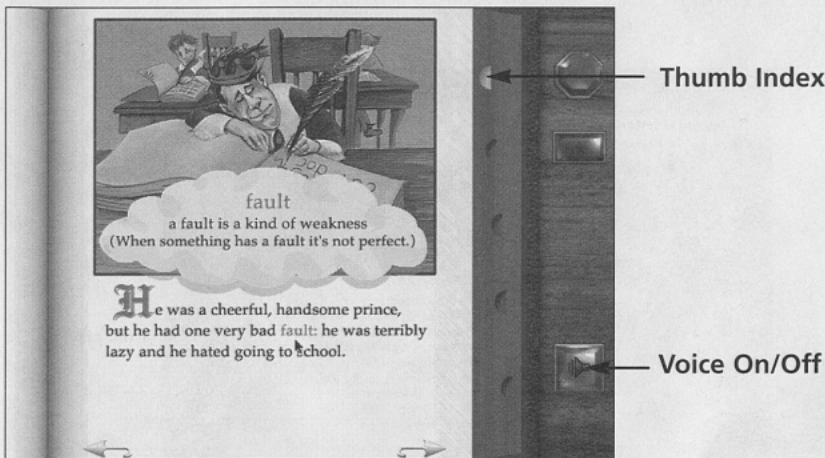 fault
a fault is a kind of weakness
(When something has a fault it's not perfect.)
He was a cheerful, handsome prince,
but he had one very bad fault: he was terribly
lazy and he hated going to school.
Thumb Index
Voice On/Off